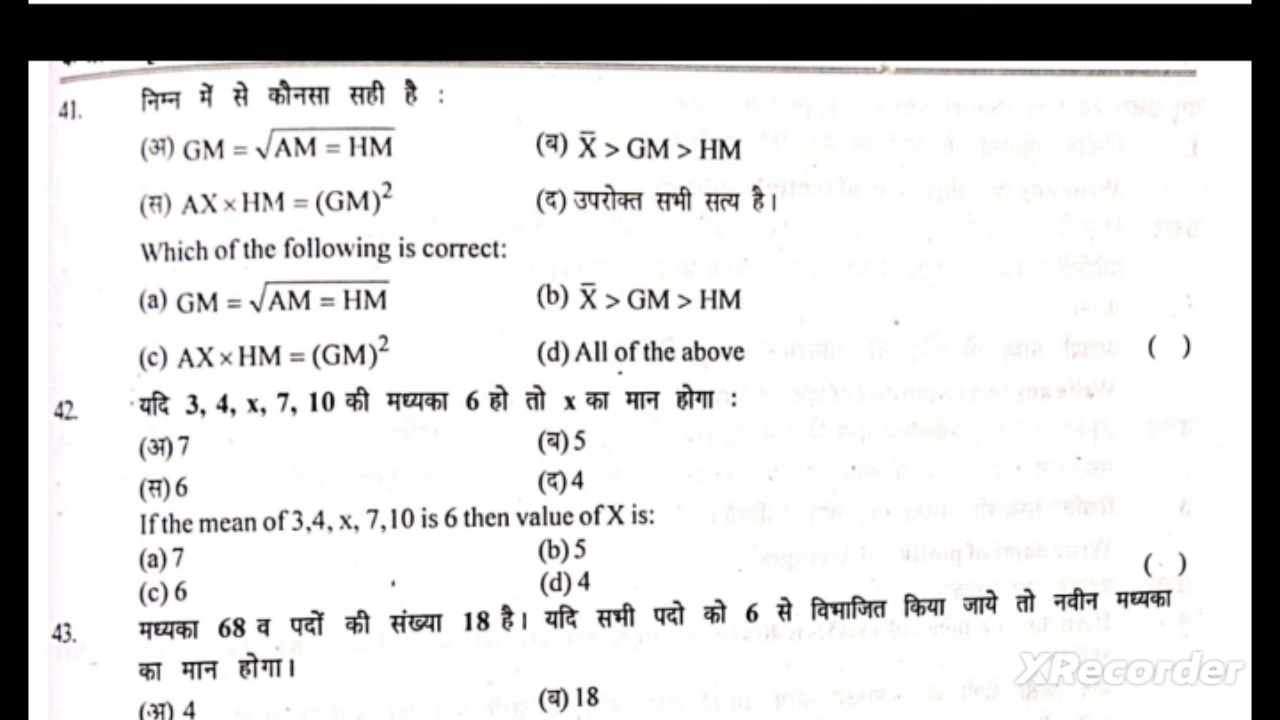 41. निम्न में से कौनसा सही है :
(अ) GM = √AM = HM (ब) X̄ > GM > HM
(स) AX × HM = (GM)² (द) उपरोक्त सभी सत्य है।
Which of the following is correct:
(a) GM = √AM = HM (b) X̄ > GM > HM
(c) AX × HM = (GM)² (d) All of the above ( )
42. यदि 3, 4, x, 7, 10 की मध्यका 6 हो तो x का मान होगा :
(अ) 7 (ब) 5
(स) 6 (द) 4
If the mean of 3,4, x, 7,10 is 6 then value of X is:
(a) 7 (b) 5
(c) 6 (d) 4 ( )
43. मध्यका 68 व पदों की संख्या 18 है। यदि सभी पदो को 6 से विभाजित किया जाये तो नवीन मध्यका
का मान होगा।
(अ) 4 (ब) 18
XRecorder